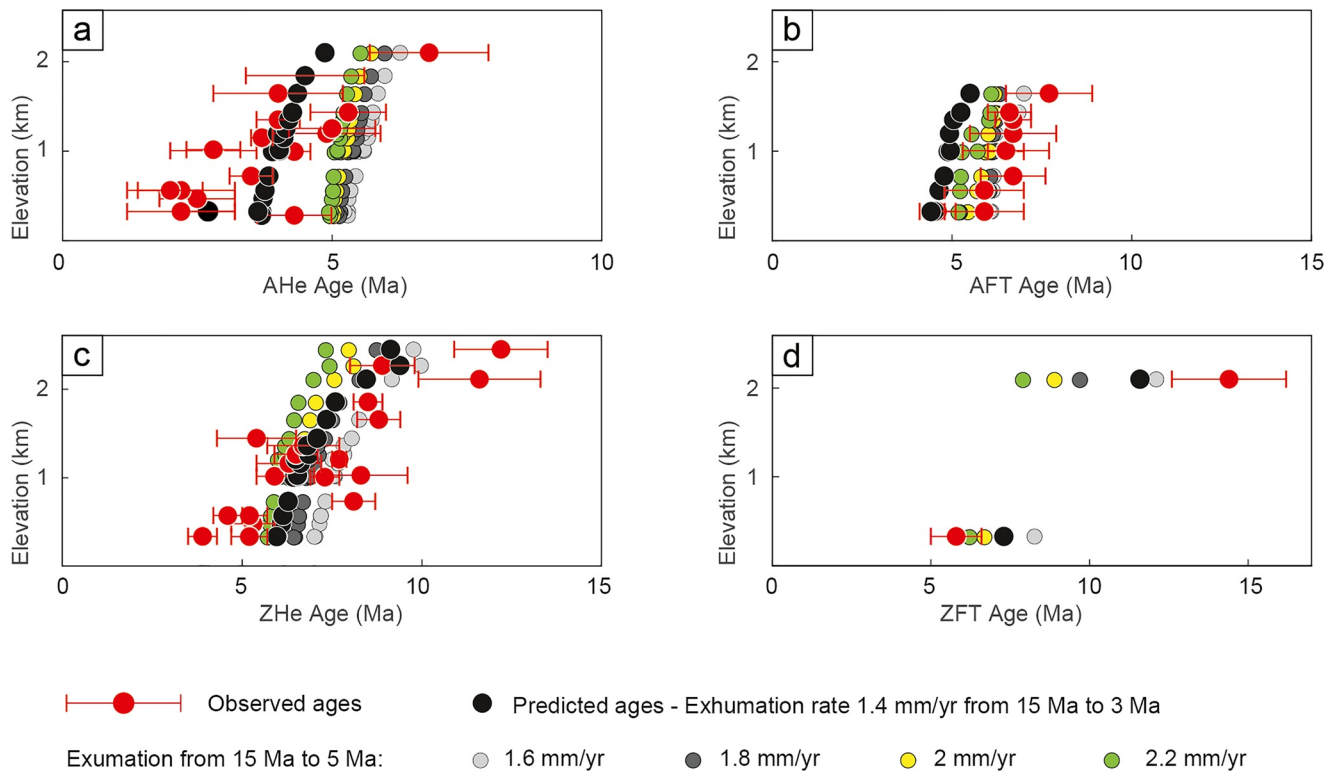 a
Elevation (km)
2
1
0
5
10
AHe Age (Ma)
b
Elevation (km)
2
1
0
5
10
15
AFT Age (Ma)
c
Elevation (km)
2
1
0
5
10
15
ZHe Age (Ma)
d
Elevation (km)
2
1
0
5
10
15
ZFT Age (Ma)
Observed ages
Predicted ages - Exhumation rate 1.4 mm/yr from 15 Ma to 3 Ma
Exumation from 15 Ma to 5 Ma:
1.6 mm/yr
1.8 mm/yr
2 mm/yr
2.2 mm/yr